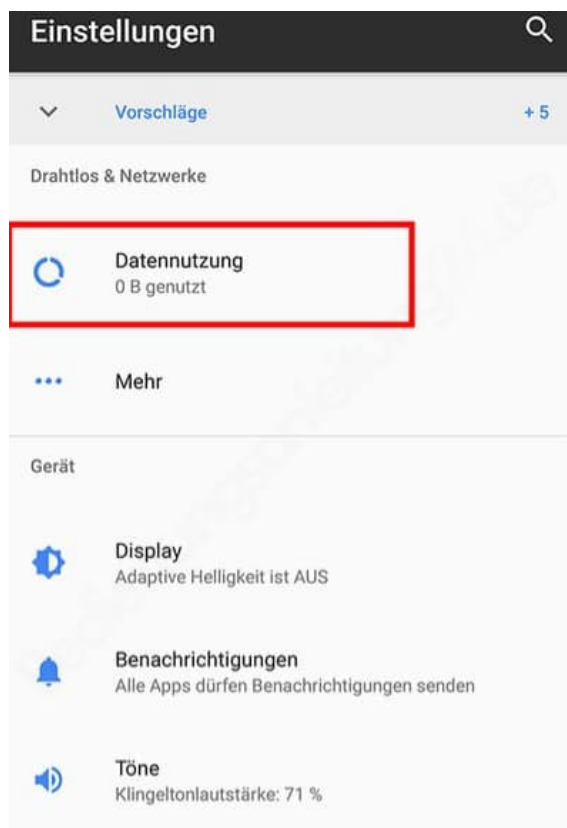 Einstellungen
Vorschläge + 5
Drahtlos & Netzwerke
Datennutzung
0 B genutzt
Mehr
Gerät
Display
Adaptive Helligkeit ist AUS
Benachrichtigungen
Alle Apps dürfen Benachrichtigungen senden
Töne
Klingeltonlautstärke: 71 %